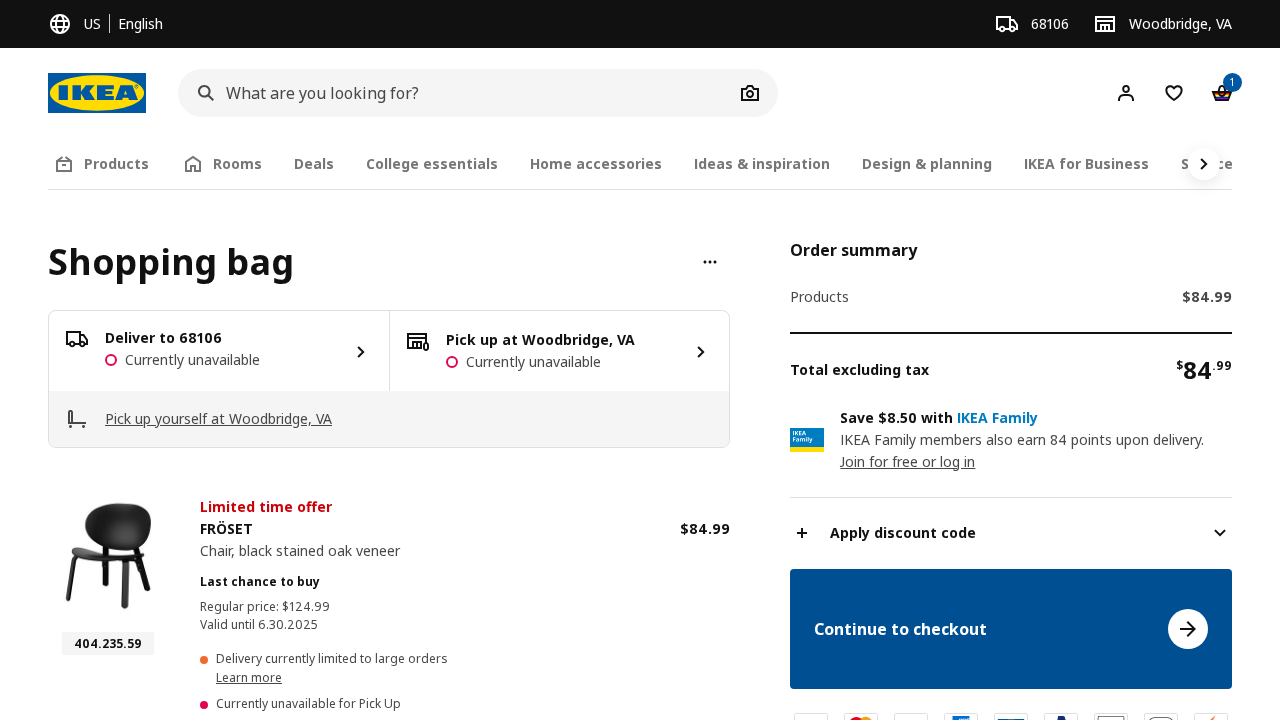 US
English
68106
Woodbridge, VA
IKEA
What are you looking for?
1
Products
Rooms
Deals
College essentials
Home accessories
Ideas & inspiration
Design & planning
IKEA for Business
Shopping bag
Deliver to 68106
Currently unavailable
Pick up at Woodbridge, VA
Currently unavailable
Pick up yourself at Woodbridge, VA
Limited time offer
FRÖSET
$84.99
Chair, black stained oak veneer
Last chance to buy
Regular price: $124.99
Valid until 6.30.2025
404.235.59
Delivery currently limited to large orders
Learn more
Currently unavailable for Pick Up
Order summary
Products
$84.99
Total excluding tax
$84.99
Save $8.50 with IKEA Family
IKEA Family
IKEA Family members also earn 84 points upon delivery.
Join for free or log in
Apply discount code
Continue to checkout